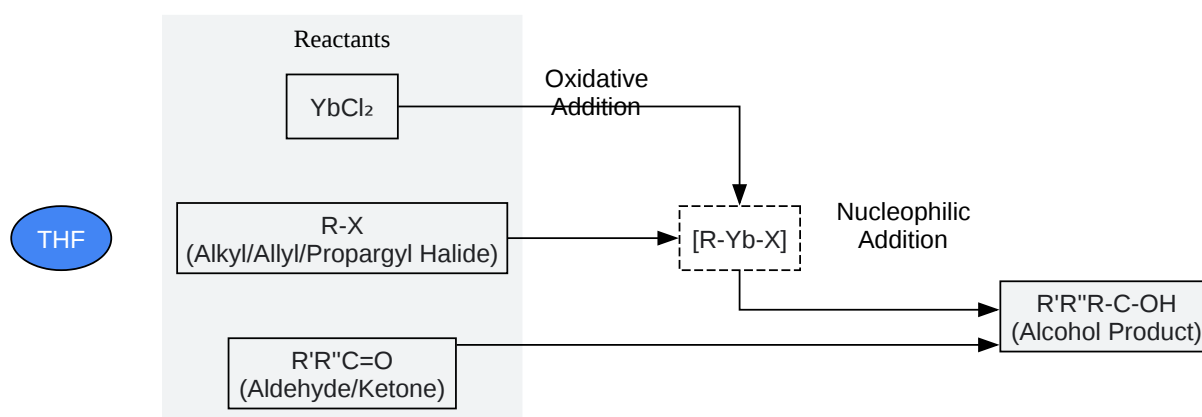 Reactants
YbCl₂
Oxidative
Addition
THF
R-X
(Alkyl/Allyl/Propargyl Halide)
[R-Yb-X]
Nucleophilic
Addition
R'R"C=O
(Aldehyde/Ketone)
R'R"R-C-OH
(Alcohol Product)